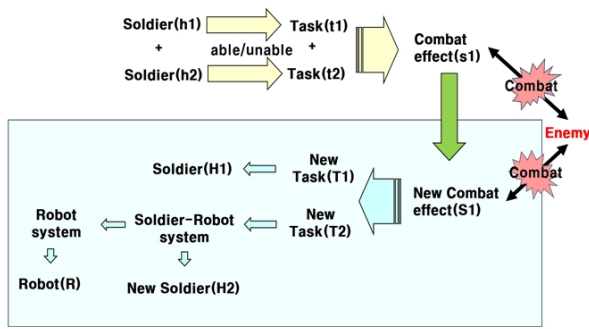 Soldier(h1)
+
Soldier(h2)
able/unable
Task(t1)
+
Task(t2)
Combat
effect(s1)
Combat
Enemy
Combat
New Combat
effect(S1)
New
Task(T1)
New
Task(T2)
Soldier(H1)
Soldier-Robot
system
New Soldier(H2)
Robot
system
Robot(R)